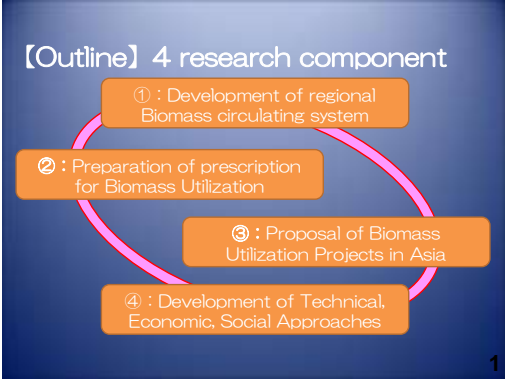 【Outline】4 research component
①：Development of regional
Biomass circulating system
②：Preparation of prescription
for Biomass Utilization
③：Proposal of Biomass
Utilization Projects in Asia
④：Development of Technical,
Economic, Social Approaches
1